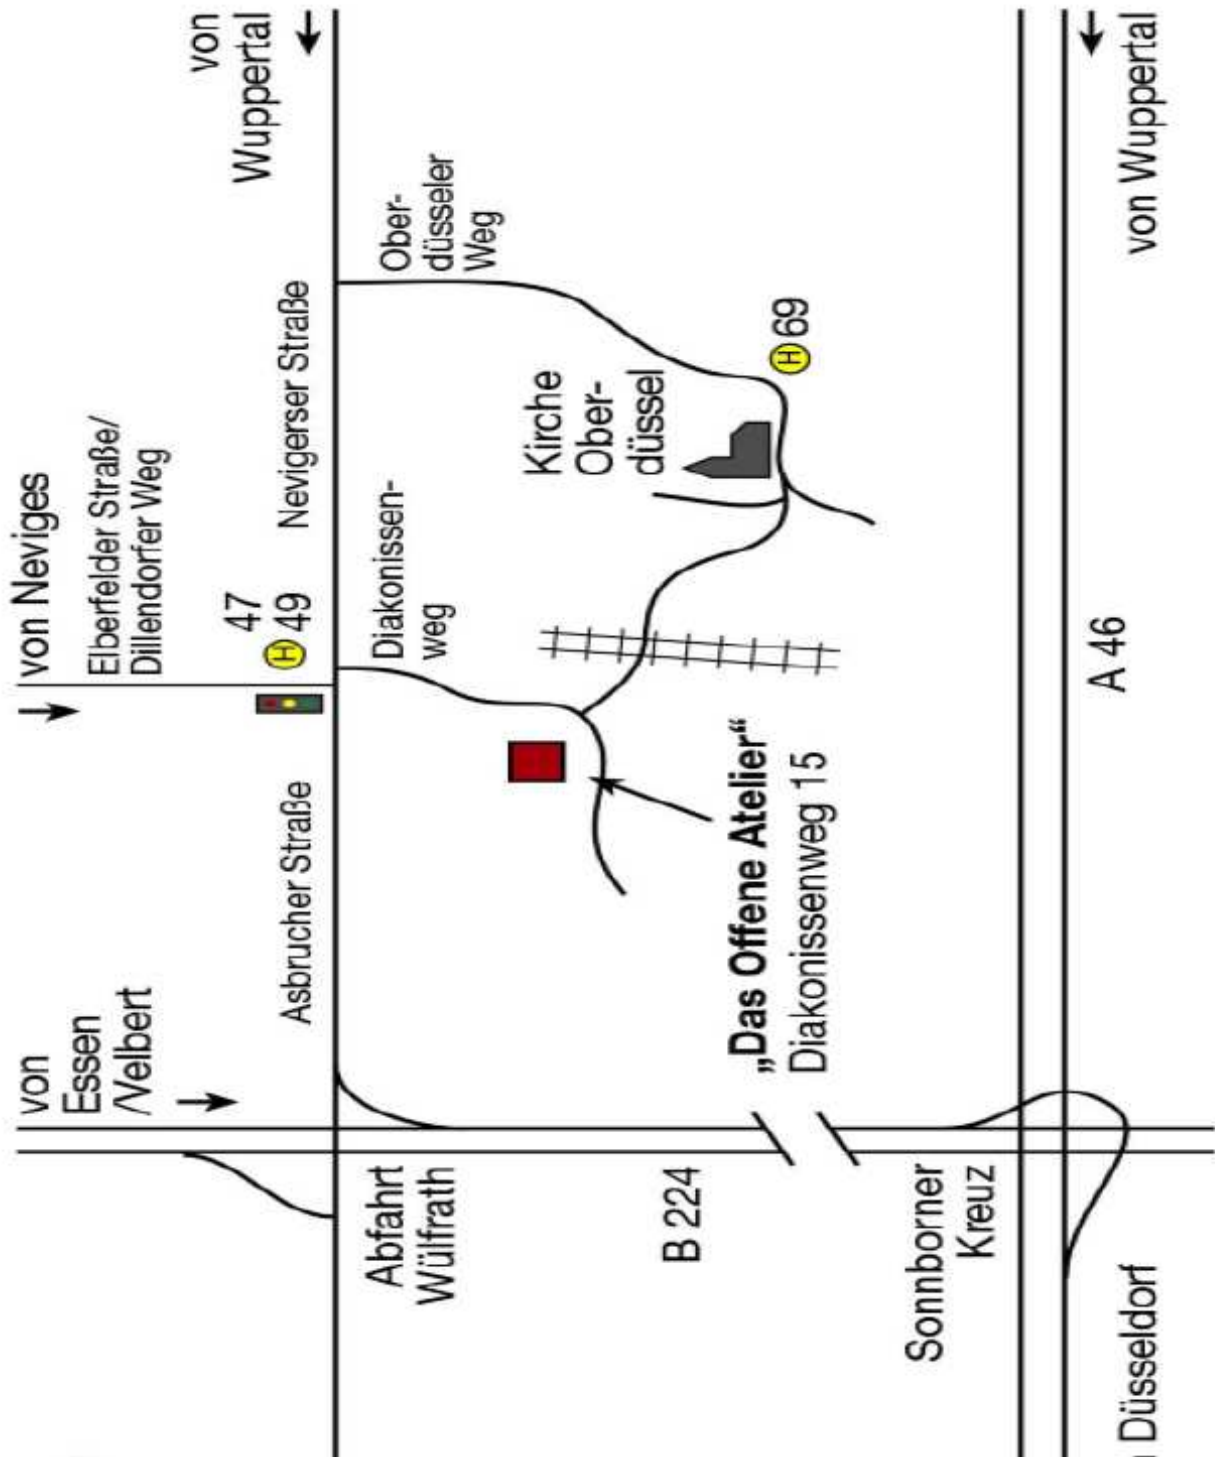 von
Essen
/Velbert
von Neviges
Elberfelder Straße/
Dillendorfer Weg
von
Wuppertal
47
H 49
Asbrucher Straße
Nevigerser Straße
Abfahrt
Wülfrath
Diakonissen-
weg
Ober-
düsseler
Weg
Kirche
Ober-
düssel
B 224
„Das Offene Atelier“
Diakonissenweg 15
H 69
Sonnborner
Kreuz
A 46
Düsseldorf
von Wuppertal